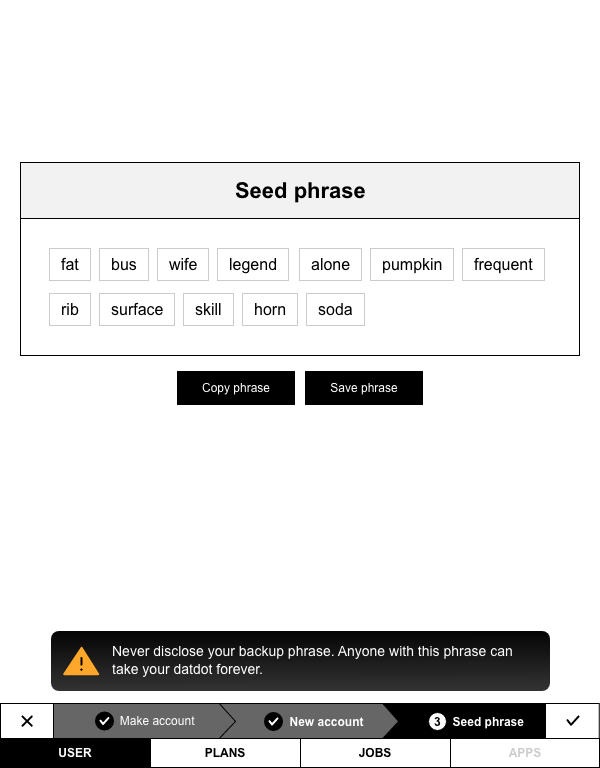 Seed phrase
fat bus wife legend alone pumpkin frequent
rib surface skill horn soda
Copy phrase Save phrase
Never disclose your backup phrase. Anyone with this phrase can
take your datdot forever.
Make account New account 3 Seed phrase
USER PLANS JOBS APPS